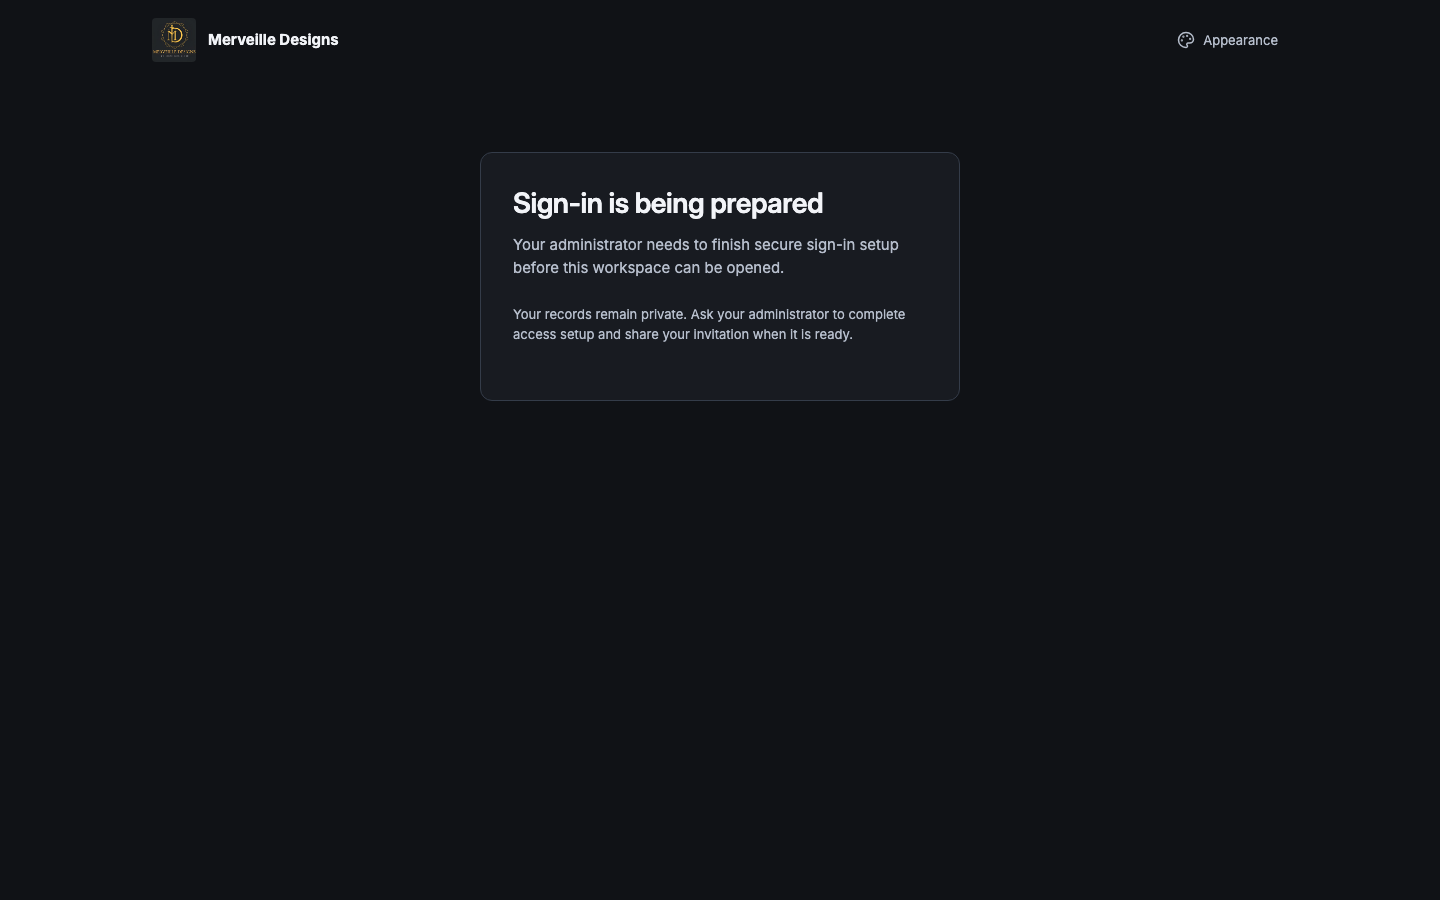 MERVEILLE DESIGNS
Merveille Designs
Appearance
Sign-in is being prepared
Your administrator needs to finish secure sign-in setup
before this workspace can be opened.
Your records remain private. Ask your administrator to complete
access setup and share your invitation when it is ready.